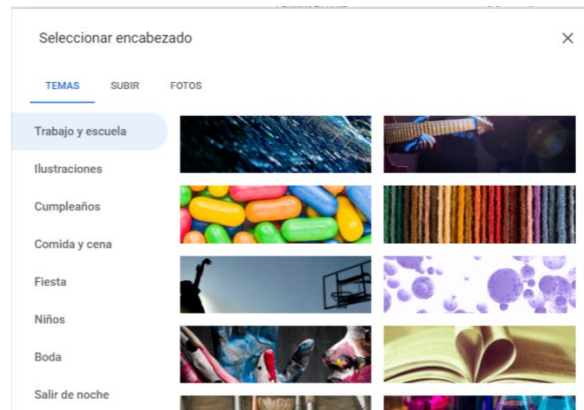 Seleccionar encabezado
TEMAS SUBIR FOTOS
Trabajo y escuela
Ilustraciones
Cumpleaños
Comida y cena
Fiesta
Niños
Boda
Salir de noche